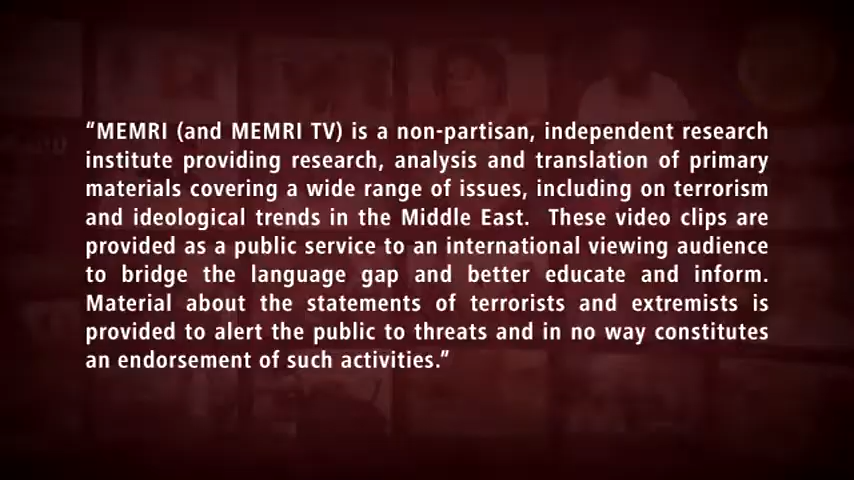 “MEMRI (and MEMRI TV) is a non-partisan, independent research
institute providing research, analysis and translation of primary
materials covering a wide range of issues, including on terrorism
and ideological trends in the Middle East.  These video clips are
provided as a public service to an international viewing audience
to bridge the language gap and better educate and inform.
Material about the statements of terrorists and extremists is
provided to alert the public to threats and in no way constitutes
an endorsement of such activities.”